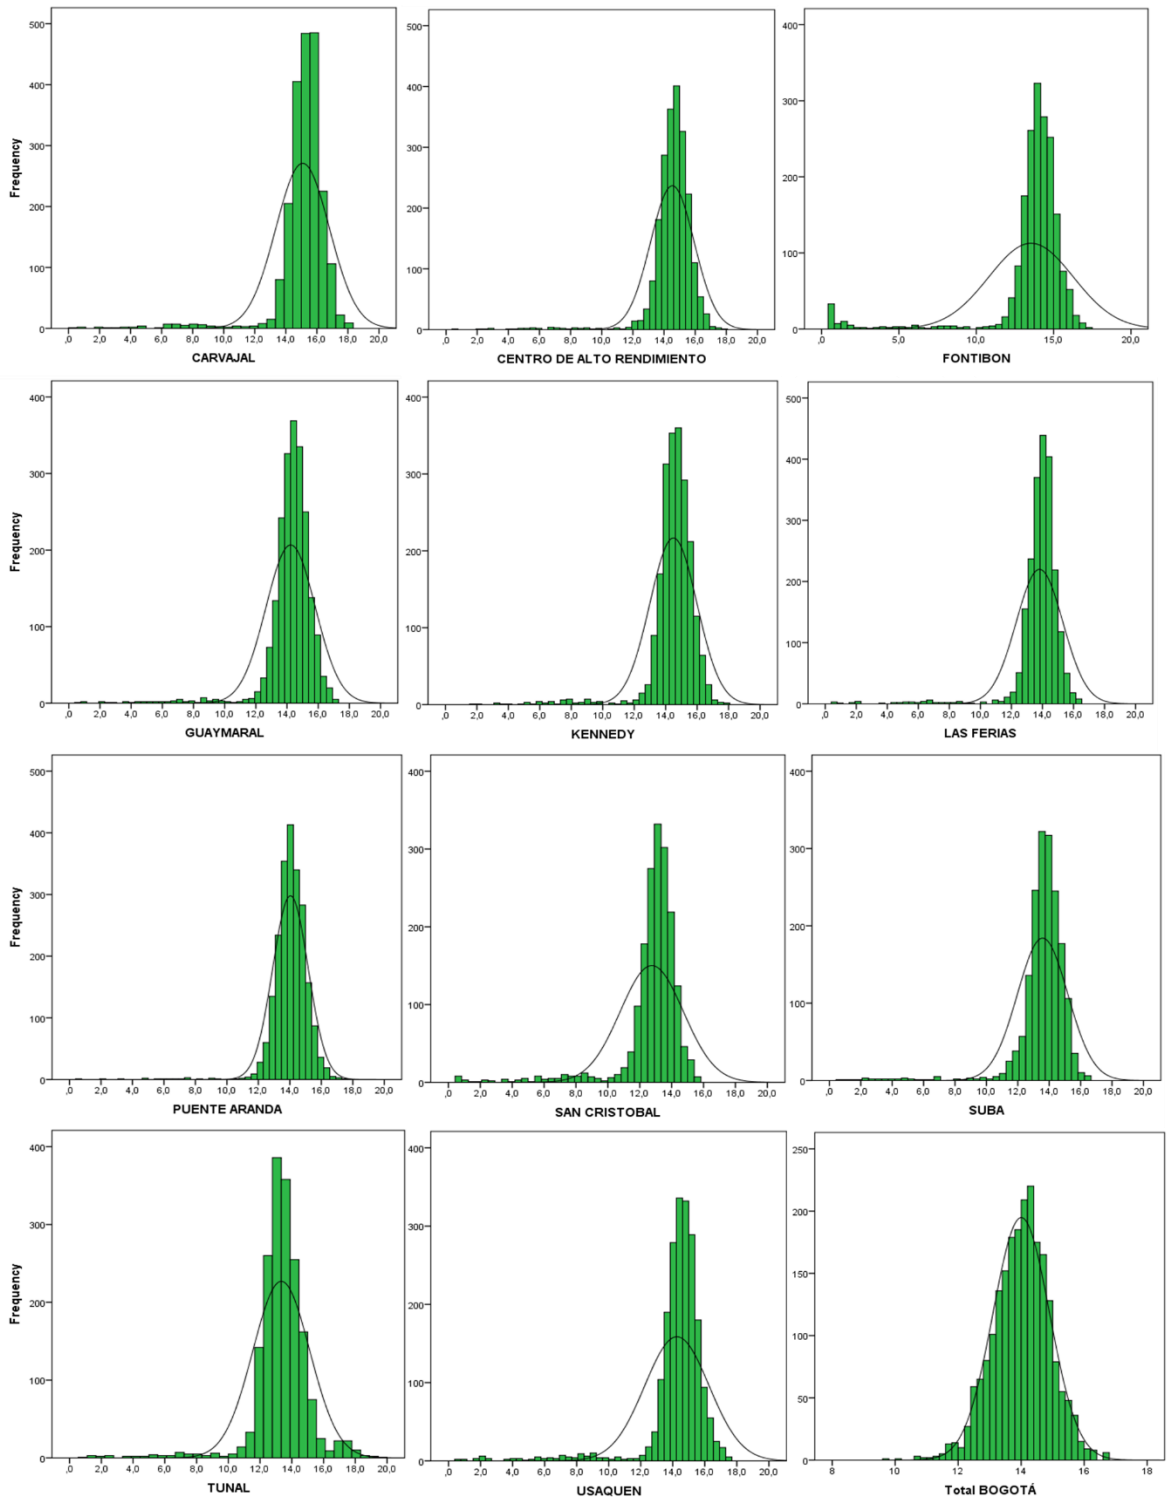 500
400
300
200
100
0
Frequency
,0 2,0 4,0 6,0 8,0 10,0 12,0 14,0 16,0 18,0 20,0
CARVAJAL
500
400
300
200
100
0
,0 2,0 4,0 6,0 8,0 10,0 12,0 14,0 16,0 18,0 20,0
CENTRO DE ALTO RENDIMIENTO
400
300
200
100
0
,0 5,0 10,0 15,0 20,0
FONTIBON
400
300
200
100
0
Frequency
,0 2,0 4,0 6,0 8,0 10,0 12,0 14,0 16,0 18,0 20,0
GUAYMARAL
400
300
200
100
0
,0 2,0 4,0 6,0 8,0 10,0 12,0 14,0 16,0 18,0 20,0
KENNEDY
500
400
300
200
100
0
,0 2,0 4,0 6,0 8,0 10,0 12,0 14,0 16,0 18,0 20,0
LAS FERIAS
500
400
300
200
100
0
Frequency
,0 2,0 4,0 6,0 8,0 10,0 12,0 14,0 16,0 18,0 20,0
PUENTE ARANDA
400
300
200
100
0
,0 2,0 4,0 6,0 8,0 10,0 12,0 14,0 16,0 18,0 20,0
SAN CRISTOBAL
400
300
200
100
0
,0 2,0 4,0 6,0 8,0 10,0 12,0 14,0 16,0 18,0 20,0
SUBA
400
300
200
100
0
Frequency
,0 2,0 4,0 6,0 8,0 10,0 12,0 14,0 16,0 18,0 20,0
TUNAL
400
300
200
100
0
,0 2,0 4,0 6,0 8,0 10,0 12,0 14,0 16,0 18,0 20,0
USAQUEN
250
200
150
100
50
0
8 10 12 14 16 18
Total BOGOTÁ